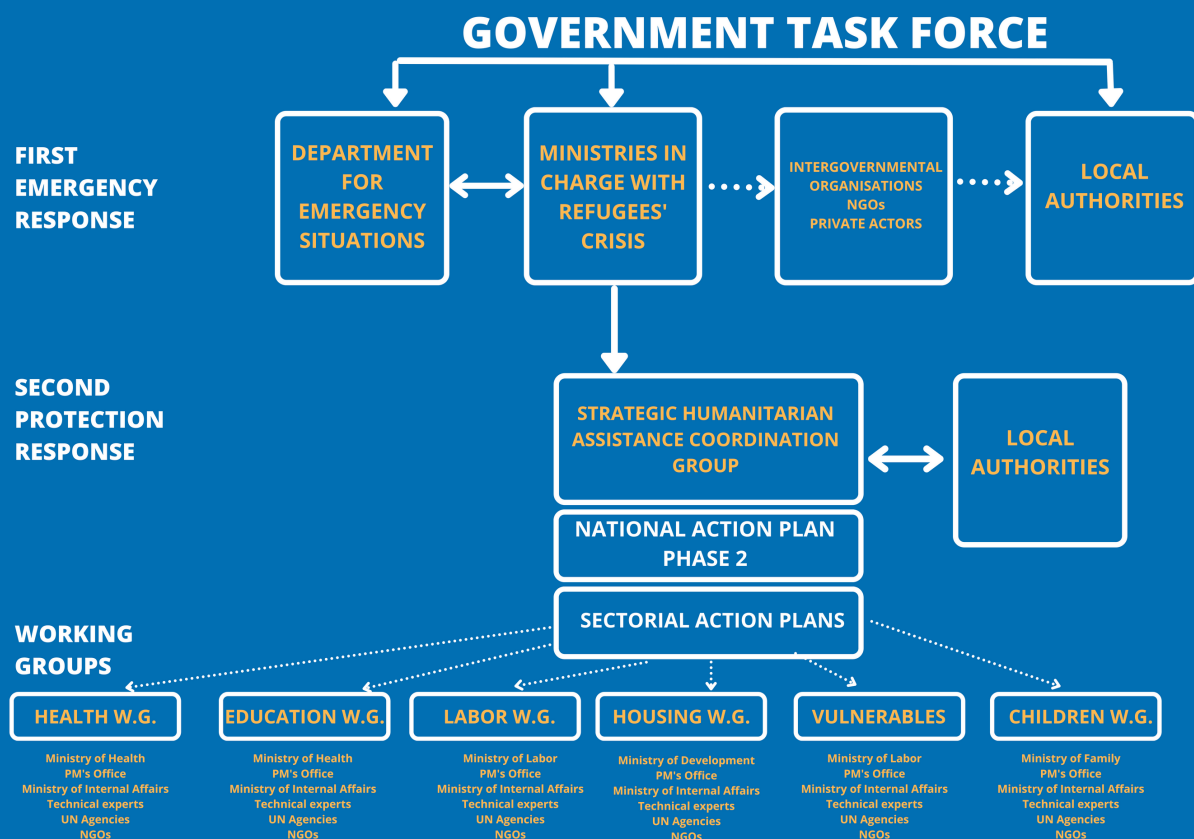 GOVERNMENT TASK FORCE
FIRST
EMERGENCY
RESPONSE
DEPARTMENT
FOR
EMERGENCY
SITUATIONS
MINISTRIES IN
CHARGE WITH
REFUGEES'
CRISIS
INTERGOVERNMENTAL
ORGANISATIONS
NGOs
PRIVATE ACTORS
LOCAL
AUTHORITIES
SECOND
PROTECTION
RESPONSE
STRATEGIC HUMANITARIAN
ASSISTANCE COORDINATION
GROUP
LOCAL
AUTHORITIES
NATIONAL ACTION PLAN
PHASE 2
SECTORIAL ACTION PLANS
WORKING
GROUPS
HEALTH W.G.
Ministry of Health
PM's Office
Ministry of Internal Affairs
Technical experts
UN Agencies
NGOs
EDUCATION W.G.
Ministry of Health
PM's Office
Ministry of Internal Affairs
Technical experts
UN Agencies
NGOs
LABOR W.G.
Ministry of Labor
PM's Office
Ministry of Internal Affairs
Technical experts
UN Agencies
NGOs
HOUSING W.G.
Ministry of Development
PM's Office
Ministry of Internal Affairs
Technical experts
UN Agencies
NGOs
VULNERABLES
Ministry of Labor
PM's Office
Ministry of Internal Affairs
Technical experts
UN Agencies
NGOs
CHILDREN W.G.
Ministry of Family
PM's Office
Ministry of Internal Affairs
Technical experts
UN Agencies
NGOs